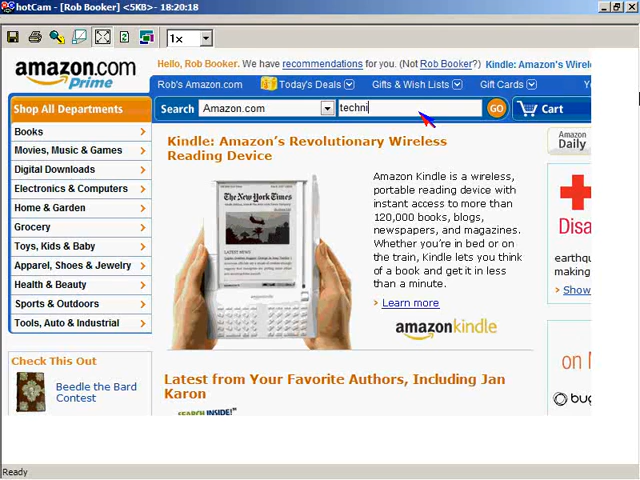 hotCam - [Rob Booker] <5KB> - 18:20:18
1x
amazon.com
Prime
Hello, Rob Booker. We have recommendations for you. (Not Rob Booker?)
Kindle: Amazon's Wirele
Rob's Amazon.com
Today's Deals
Gifts & Wish Lists
Gift Cards
Shop All Departments
Search
Amazon.com
techni
GO
Cart
Books
Movies, Music & Games
Digital Downloads
Electronics & Computers
Home & Garden
Grocery
Toys, Kids & Baby
Apparel, Shoes & Jewelry
Health & Beauty
Sports & Outdoors
Tools, Auto & Industrial
Kindle: Amazon's Revolutionary Wireless
Reading Device
The New York Times
Amazon Kindle is a wireless,
portable reading device with
instant access to more than
120,000 books, blogs,
newspapers, and magazines.
Whether you're in bed or on
the train, Kindle lets you think
of a book and get it in less
than a minute.
Learn more
amazonkindle
Amazon
Daily
Disa
earthqu
making
Show
Check This Out
Beedle the Bard
Contest
Latest from Your Favorite Authors, Including Jan
Karon
SEARCH INSIDE!™
on N
bug
Ready